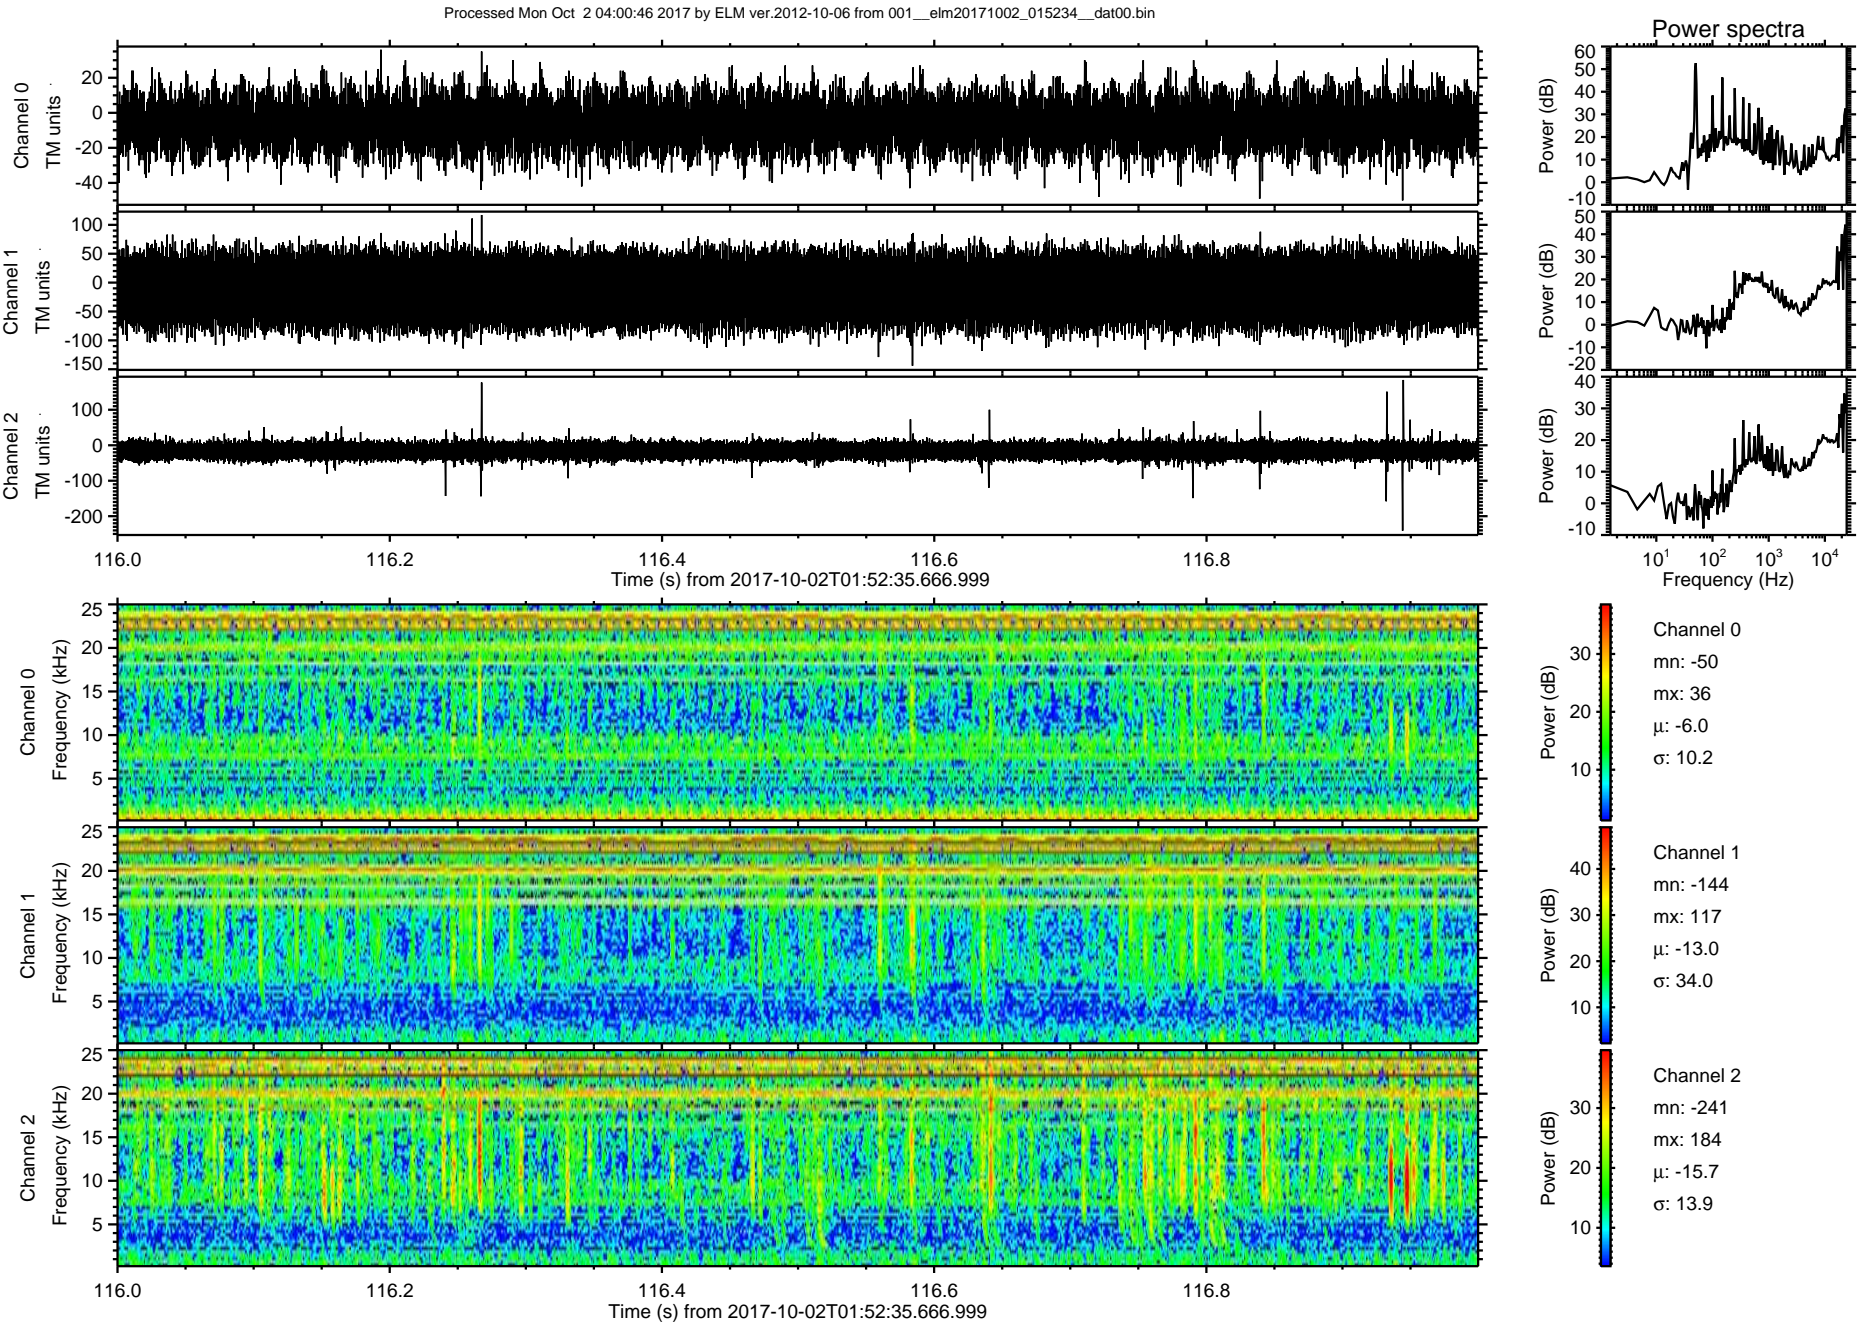 Processed Mon Oct  2 04:00:46 2017 by ELM ver.2012-10-06 from 001__elm20171002_015234__dat00.bin
Power spectra
Channel 0
TM units
20
0
-20
-40
Power (dB)
60
50
40
30
20
10
0
-10
Channel 1
TM units
100
50
0
-50
-100
-150
Power (dB)
50
40
30
20
10
0
-10
-20
Channel 2
TM units
100
0
-100
-200
Power (dB)
40
30
20
10
0
-10
116.0 116.2 116.4 116.6 116.8
Time (s) from 2017-10-02T01:52:35.666.999
10^1 10^2 10^3 10^4
Frequency (Hz)
Channel 0
Frequency (kHz)
25
20
15
10
5
Power (dB)
30
20
10
Channel 0
mn: -50
mx: 36
µ: -6.0
σ: 10.2
Channel 1
Frequency (kHz)
25
20
15
10
5
Power (dB)
40
30
20
10
Channel 1
mn: -144
mx: 117
µ: -13.0
σ: 34.0
Channel 2
Frequency (kHz)
25
20
15
10
5
Power (dB)
30
20
10
Channel 2
mn: -241
mx: 184
µ: -15.7
σ: 13.9
116.0 116.2 116.4 116.6 116.8
Time (s) from 2017-10-02T01:52:35.666.999